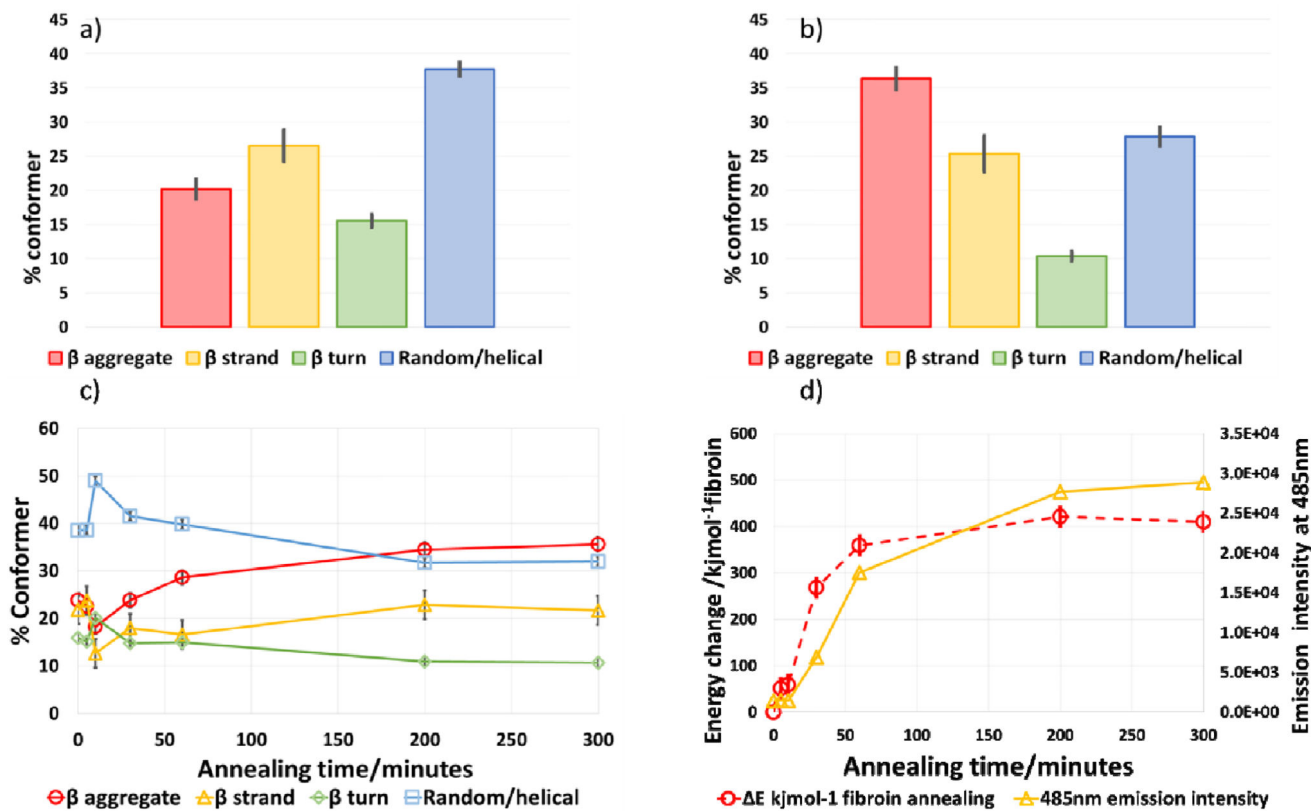 a)
45
40
35
30
25
20
15
10
5
0
% conformer
β aggregate β strand β turn Random/helical
b)
45
40
35
30
25
20
15
10
5
0
% conformer
β aggregate β strand β turn Random/helical
c)
60
50
40
30
20
10
0
% Conformer
0 50 100 150 200 250 300
Annealing time/minutes
β aggregate β strand β turn Random/helical
d)
600
500
400
300
200
100
0
Energy change /kjmol-1fibroin
3.5E+04
3.0E+04
2.5E+04
2.0E+04
1.5E+04
1.0E+04
5.0E+03
0.0E+00
Emission intensity at 485nm
0 50 100 150 200 250 300
Annealing time/minutes
ΔE kjmol-1 fibroin annealing 485nm emission intensity